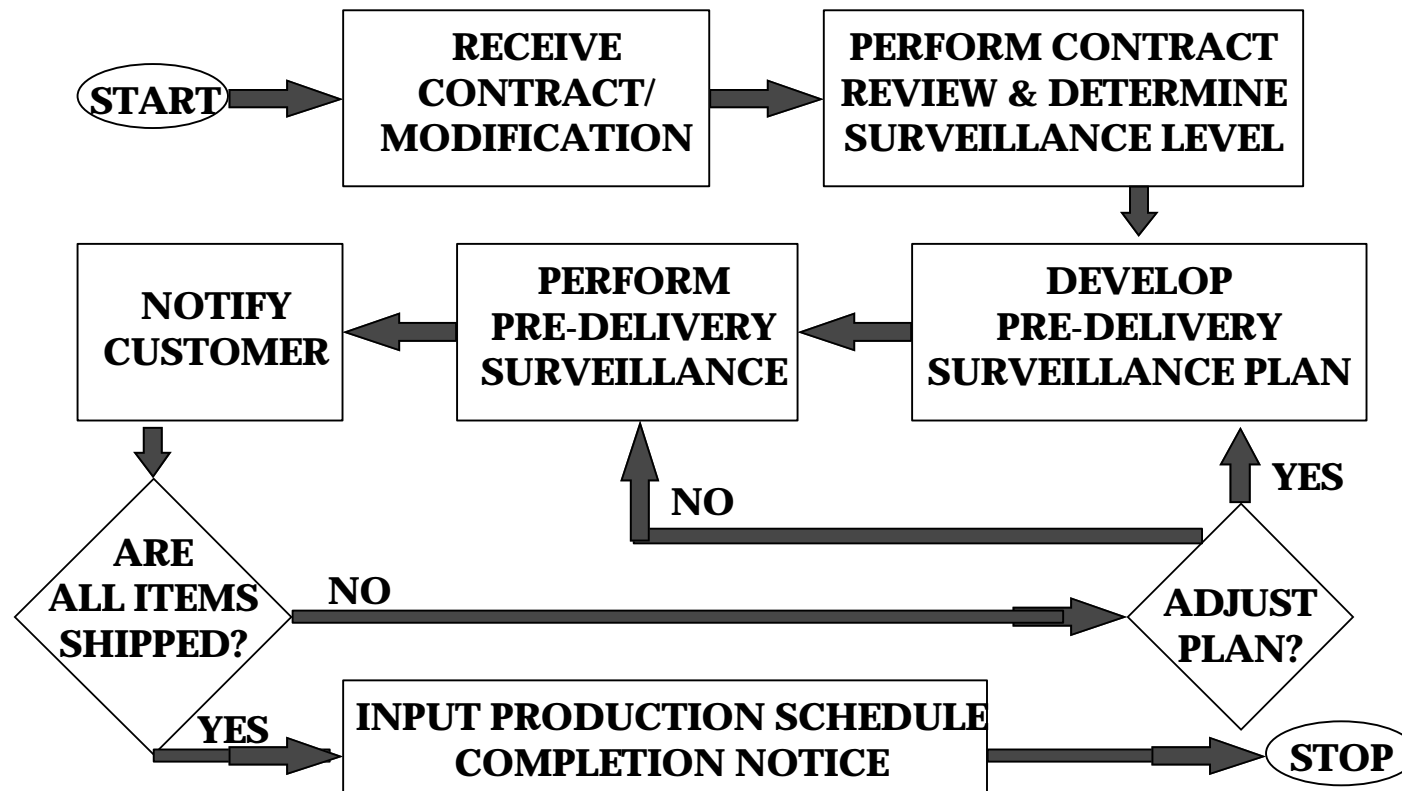 START
RECEIVE
CONTRACT/
MODIFICATION
PERFORM CONTRACT
REVIEW & DETERMINE
SURVEILLANCE LEVEL
DEVELOP
PRE-DELIVERY
SURVEILLANCE PLAN
PERFORM
PRE-DELIVERY
SURVEILLANCE
NOTIFY
CUSTOMER
ARE
ALL ITEMS
SHIPPED?
NO
ADJUST
PLAN?
YES
NO
YES
INPUT PRODUCTION SCHEDULE
COMPLETION NOTICE
STOP